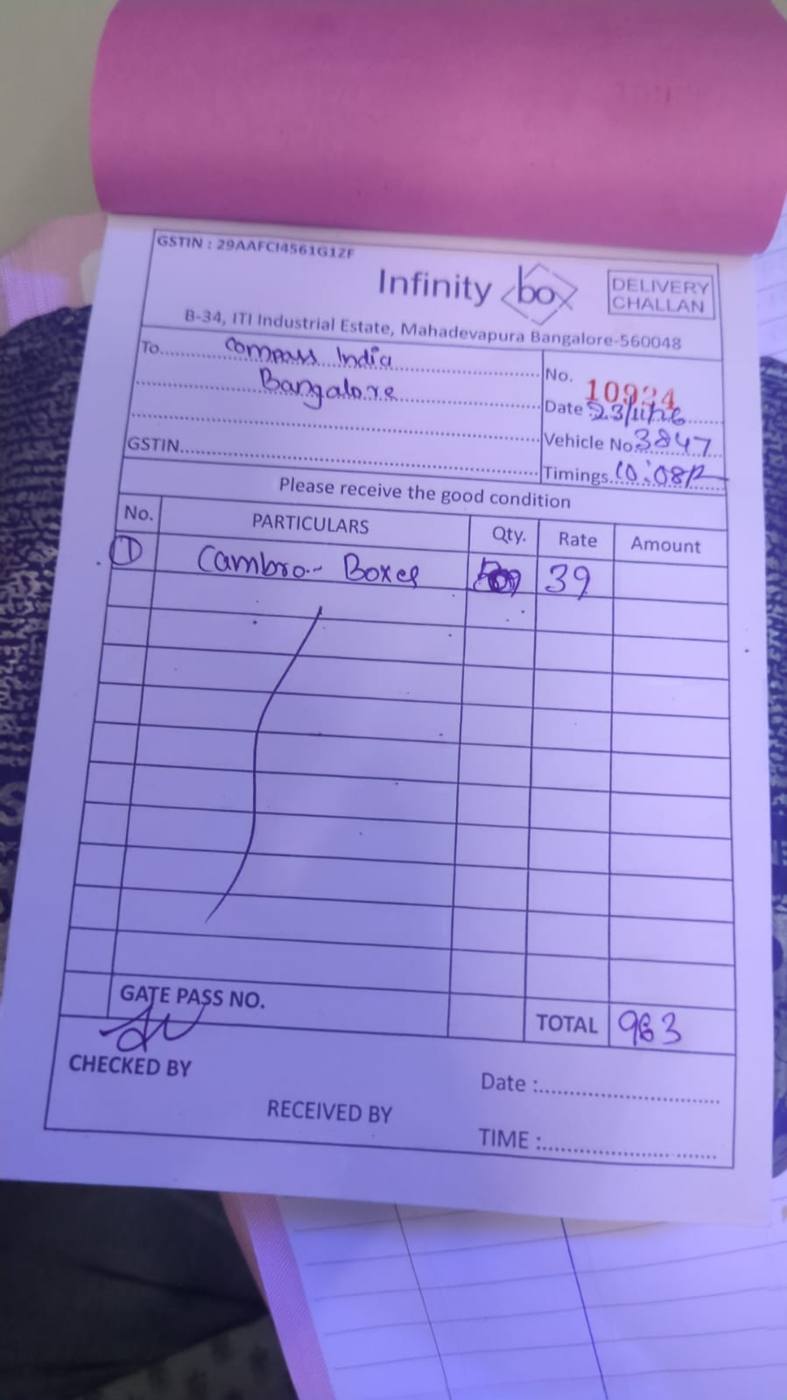 GSTIN : 29AAFCI4561G1ZF
Infinity box
DELIVERY CHALLAN
B-34, ITI Industrial Estate, Mahadevapura Bangalore-560048
To Compass India
Bangalore
No. 10924
Date 23/
Vehicle No 3847
GSTIN
Timings 10:08P
Please receive the good condition
No. PARTICULARS Qty. Rate Amount
1 Cambro-- Boxes 39
GATE PASS NO.
TOTAL 963
CHECKED BY
Date :
RECEIVED BY
TIME :